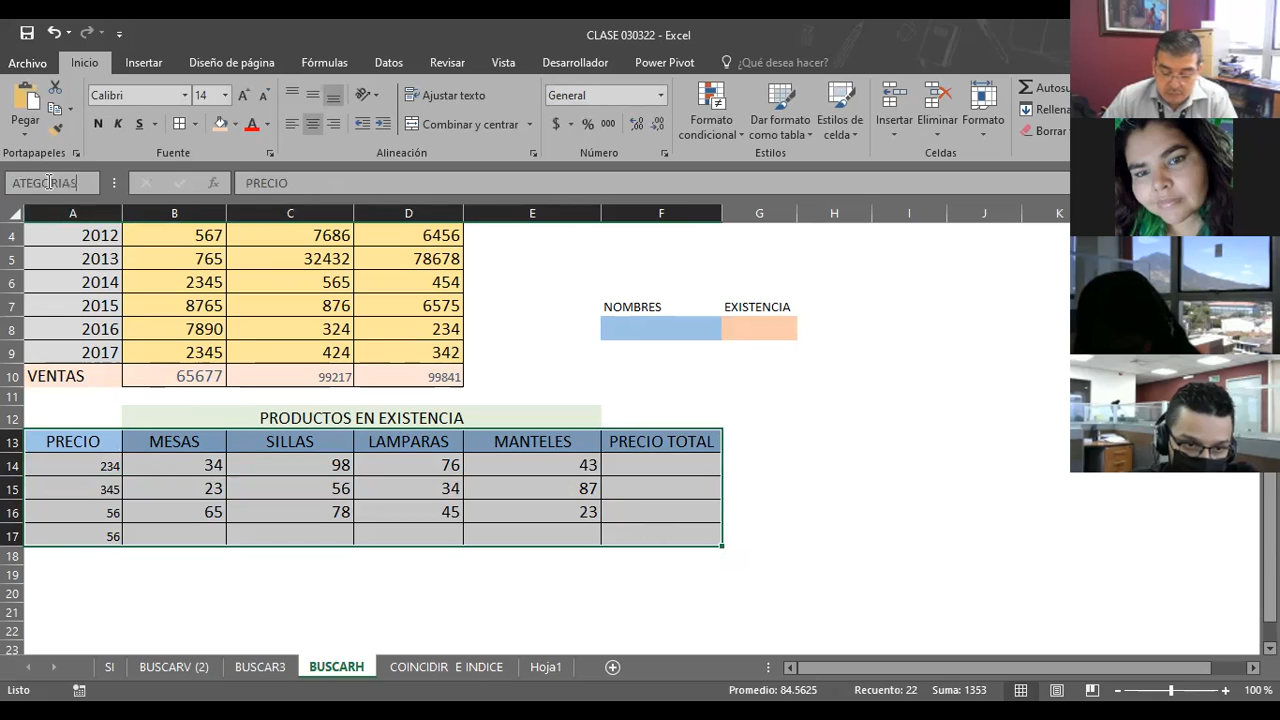 CLASE 030322 - Excel
Archivo Inicio Insertar Diseño de página Fórmulas Datos Revisar Vista Desarrollador Power Pivot ¿Qué desea hacer?
Pegar
Calibri 14
N K S
Ajustar texto
Combinar y centrar
General
$ % 000
Formato condicional
Dar formato como tabla
Estilos de celda
Insertar Eliminar Formato
Autosu
Rellena
Borrar
Portapapeles Fuente Alineación Número Estilos Celdas
ATEGORIAS fx PRECIO
A B C D E F G H I J K
4 2012 567 7686 6456
5 2013 765 32432 78678
6 2014 2345 565 454
7 2015 8765 876 6575 NOMBRES EXISTENCIA
8 2016 7890 324 234
9 2017 2345 424 342
10 VENTAS 65677 99217 99841
11
12 PRODUCTOS EN EXISTENCIA
13 PRECIO MESAS SILLAS LAMPARAS MANTELES PRECIO TOTAL
14 234 34 98 76 43
15 345 23 56 34 87
16 56 65 78 45 23
17 56
18
19
20
21
22
23
SI BUSCARV (2) BUSCAR3 BUSCARH COINCIDIR E INDICE Hoja1
Listo Promedio: 84.5625 Recuento: 22 Suma: 1353 100 %